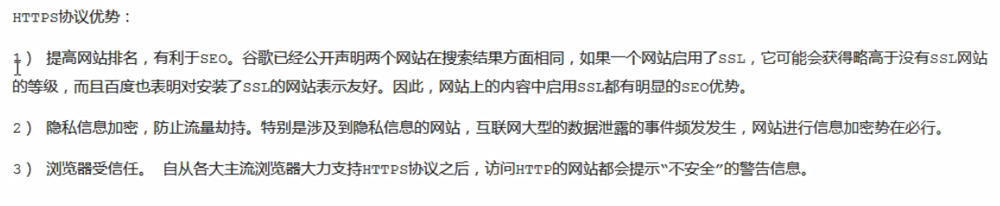 HTTPS协议优势：
1） 提高网站排名，有利于SEO。谷歌已经公开声明两个网站在搜索结果方面相同，如果一个网站启用了SSL，它可能会获得略高于没有SSL网站
的等级，而且百度也表明对安装了SSL的网站表示友好。因此，网站上的内容中启用SSL都有明显的SEO优势。
2） 隐私信息加密，防止流量劫持。特别是涉及到隐私信息的网站，互联网大型的数据泄露的事件频发发生，网站进行信息加密势在必行。
3） 浏览器受信任。 自从各大主流浏览器大力支持HTTPS协议之后，访问HTTP的网站都会提示“不安全”的警告信息。